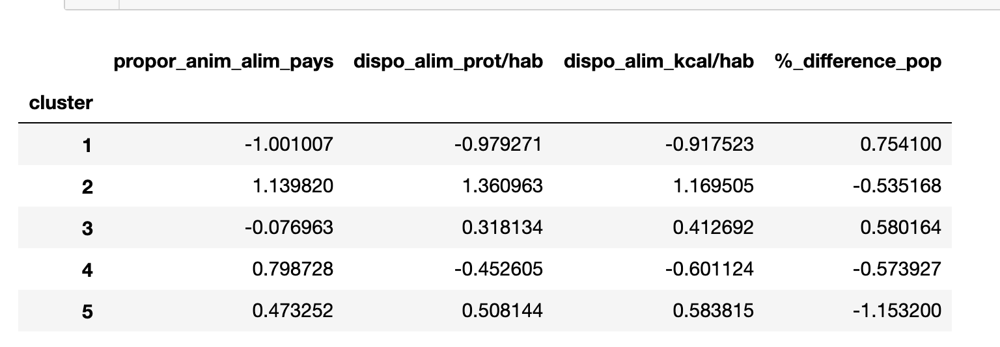 propor_anim_alim_pays dispo_alim_prot/hab dispo_alim_kcal/hab %_difference_pop
cluster
1 -1.001007 -0.979271 -0.917523 0.754100
2 1.139820 1.360963 1.169505 -0.535168
3 -0.076963 0.318134 0.412692 0.580164
4 0.798728 -0.452605 -0.601124 -0.573927
5 0.473252 0.508144 0.583815 -1.153200